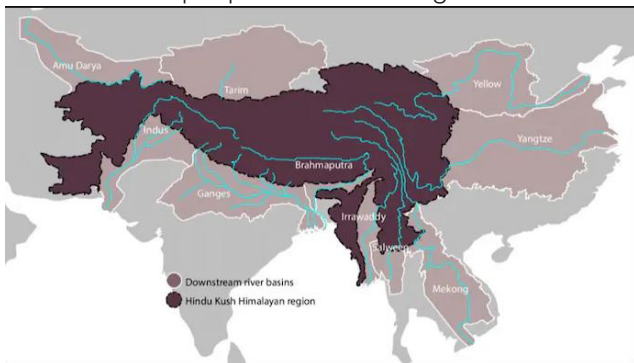 Amu Darya
Tarim
Yellow
Indus
Yangtze
Brahmaputra
Ganges
Irrawaddy
Salween
Mekong
Downstream river basins
Hindu Kush Himalayan region